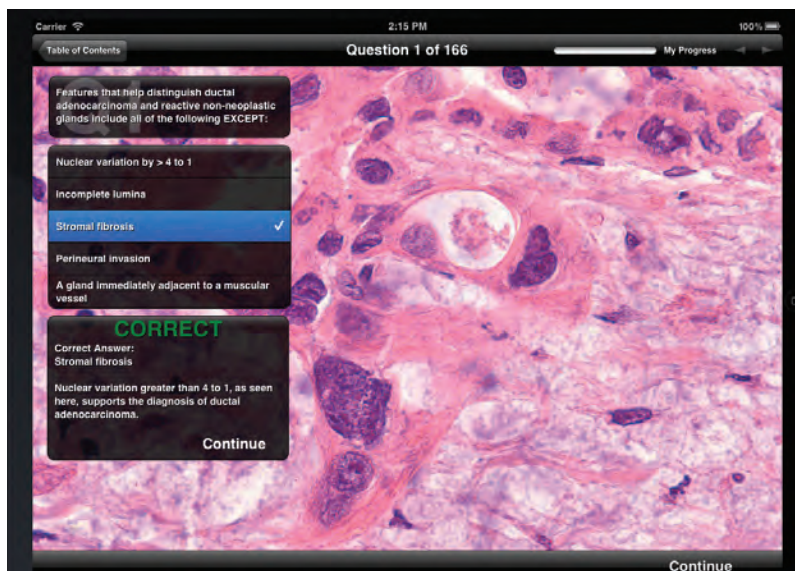 Carrier
2:15 PM
100%
Table of Contents
Question 1 of 166
My Progress
Features that help distinguish ductal
adenocarcinoma and reactive non-neoplastic
glands include all of the following EXCEPT:
Nuclear variation by > 4 to 1
Incomplete lumina
Stromal fibrosis
Perineural invasion
A gland immediately adjacent to a muscular
vessel
CORRECT
Correct Answer:
Stromal fibrosis
Nuclear variation greater than 4 to 1, as seen
here, supports the diagnosis of ductal
adenocarcinoma.
Continue
Continue